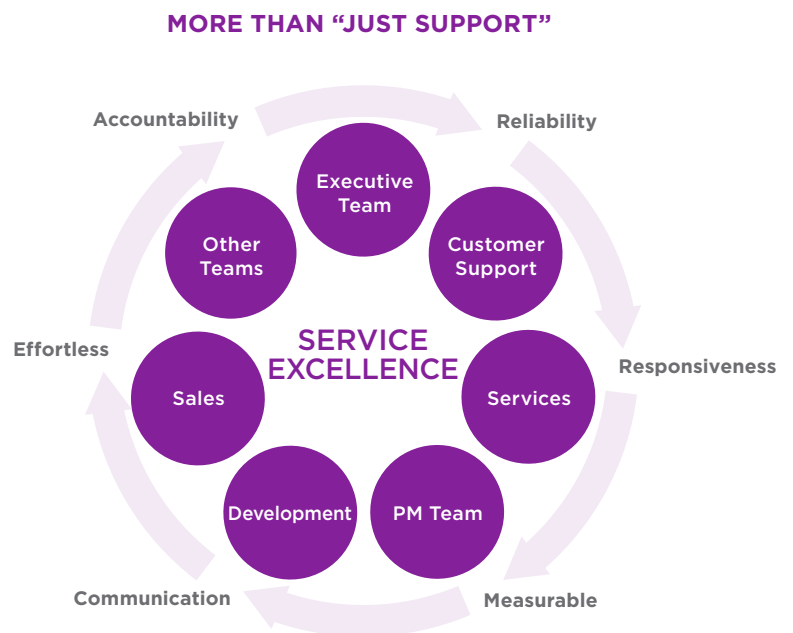 MORE THAN “JUST SUPPORT”
Accountability
Reliability
Executive
Team
Other
Teams
Customer
Support
SERVICE
EXCELLENCE
Effortless
Responsiveness
Sales
Services
Development
PM Team
Communication
Measurable